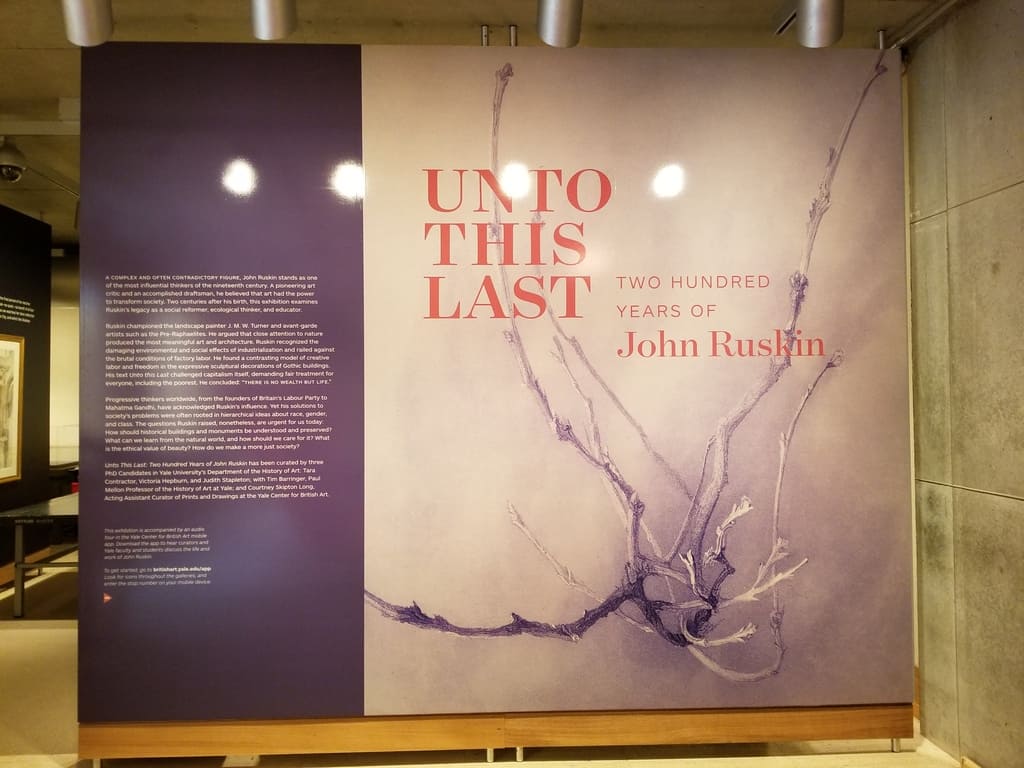 UNTO
THIS
LAST
TWO HUNDRED
YEARS OF
John Ruskin
A COMPLEX AND OFTEN CONTRADICTORY FIGURE, John Ruskin stands as one
of the most influential thinkers of the nineteenth century. A pioneering art
critic and an accomplished draftsman, he believed that art had the power
to transform society. Two centuries after his birth, this exhibition examines
Ruskin's legacy as a social reformer, ecological thinker, and educator.
Ruskin championed the landscape painter J. M. W. Turner and avant-garde
artists such as the Pre-Raphaelites. He argued that close attention to nature
produced the most meaningful art and architecture. Ruskin recognized the
damaging environmental and social effects of industrialization and railed against
the brutal conditions of factory labor. He found a contrasting model of creative
labor and freedom in the expressive sculptural decorations of Gothic buildings.
His text Unto this Last challenged capitalism itself, demanding fair treatment for
everyone, including the poorest. He concluded: "THERE IS NO WEALTH BUT LIFE."
Progressive thinkers worldwide, from the founders of Britain's Labour Party to
Mahatma Gandhi, have acknowledged Ruskin's influence. Yet his solutions to
society's problems were often rooted in hierarchical ideas about race, gender,
and class. The questions Ruskin raised, nonetheless, are urgent for us today:
How should historical buildings and monuments be understood and preserved?
What can we learn from the natural world, and how should we care for it? What
is the ethical value of beauty? How do we make a more just society?
Unto This Last: Two Hundred Years of John Ruskin has been curated by three
PhD Candidates in Yale University's Department of the History of Art: Tara
Contractor, Victoria Hepburn, and Judith Stapleton; with Tim Barringer, Paul
Mellon Professor of the History of Art at Yale; and Courtney Skipton Long,
Acting Assistant Curator of Prints and Drawings at the Yale Center for British Art.
This exhibition is accompanied by an audio
tour in the Yale Center for British Art mobile
app. Download the app to hear curators and
Yale faculty and students discuss the life and
work of John Ruskin.
To get started, go to britishart.yale.edu/app
Look for icons throughout the galleries, and
enter the stop number on your mobile device.